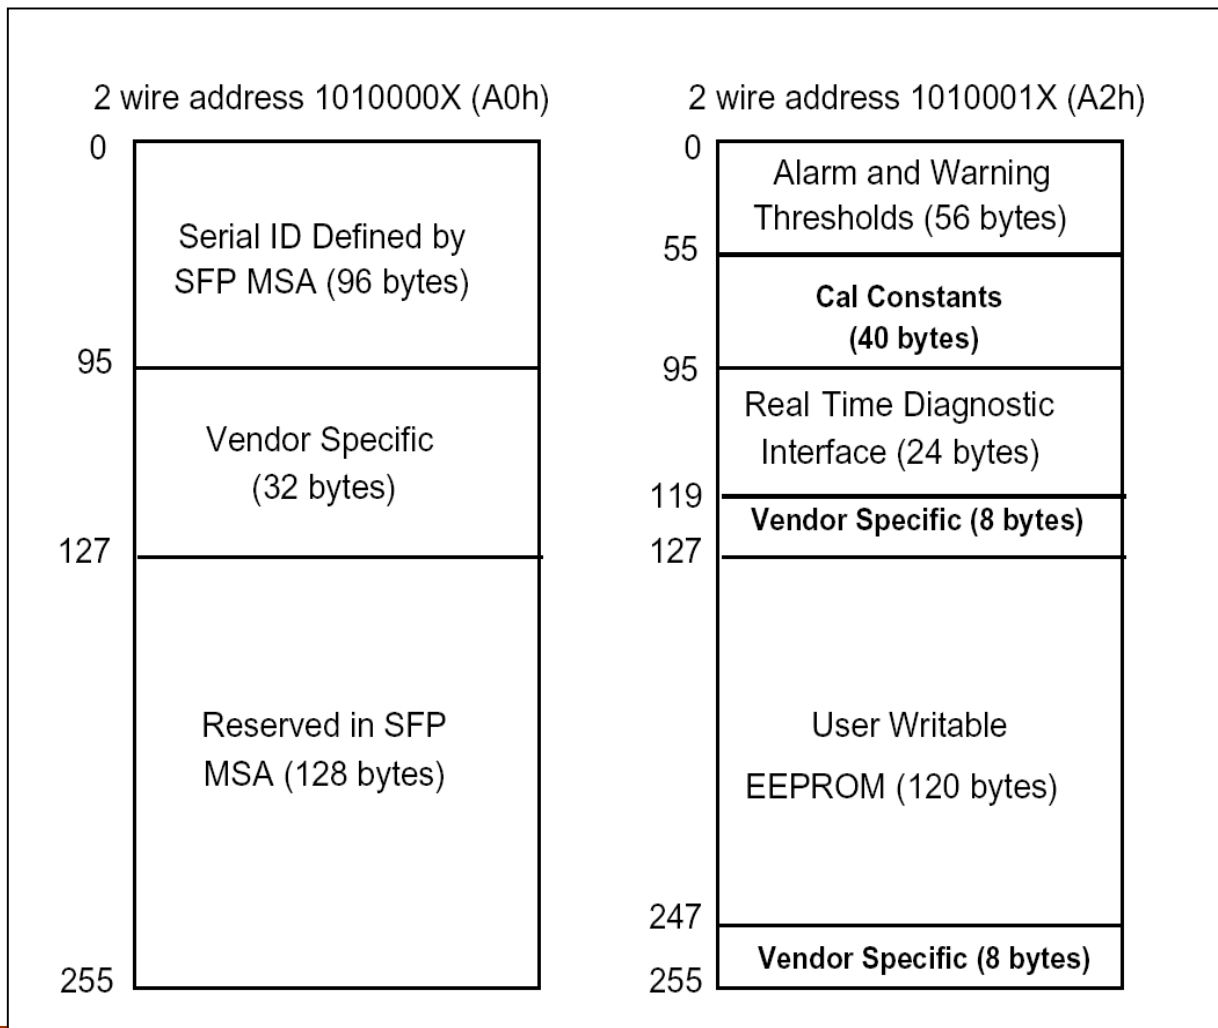 2 wire address 1010000X (A0h)
0
Serial ID Defined by
SFP MSA (96 bytes)
95
Vendor Specific
(32 bytes)
127
Reserved in SFP
MSA (128 bytes)
255
2 wire address 1010001X (A2h)
0
Alarm and Warning
Thresholds (56 bytes)
55
Cal Constants
(40 bytes)
95
Real Time Diagnostic
Interface (24 bytes)
119
Vendor Specific (8 bytes)
127
User Writable
EEPROM (120 bytes)
247
Vendor Specific (8 bytes)
255